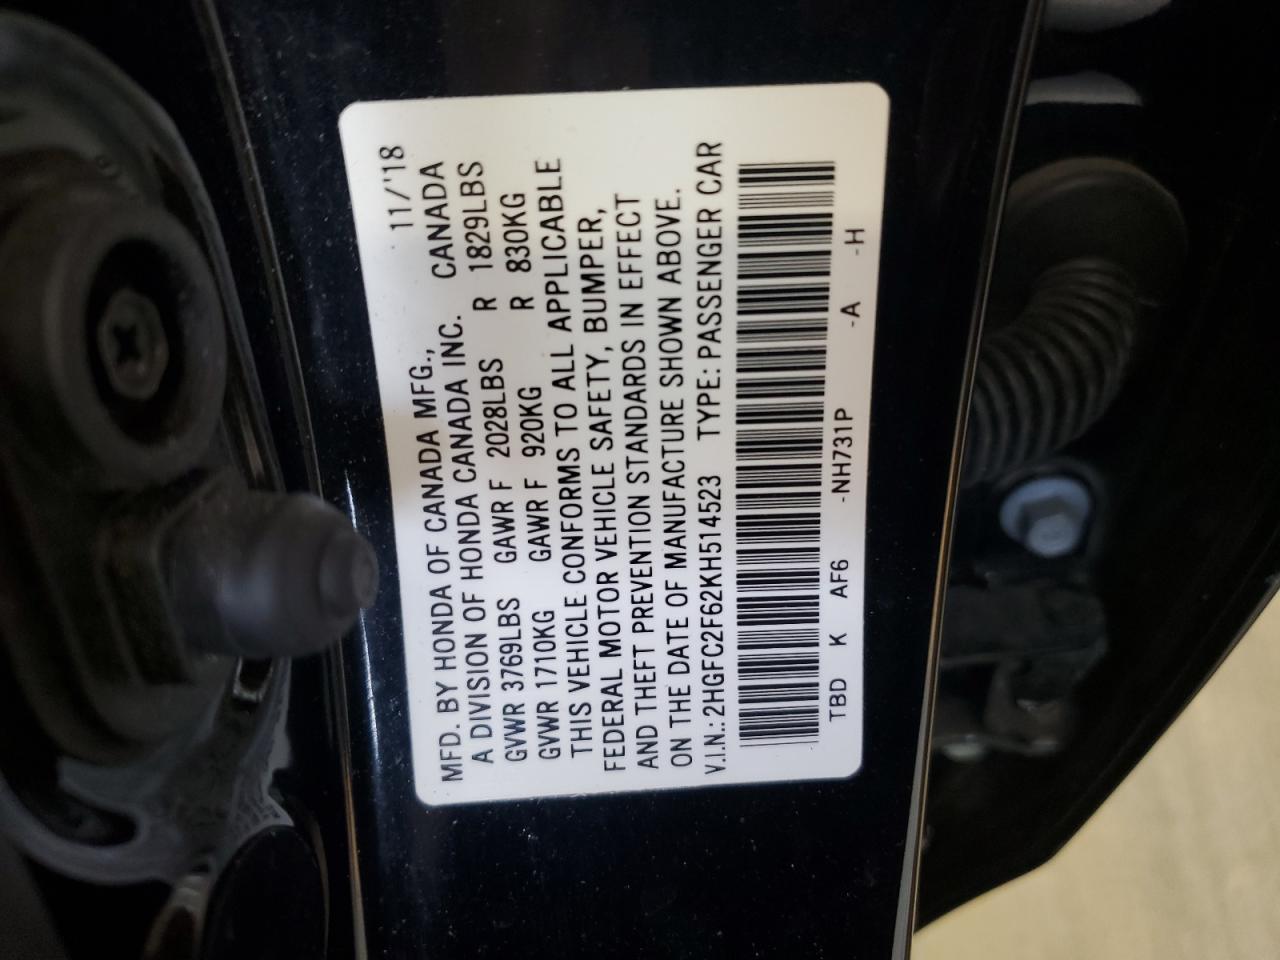 11/'18
MFD. BY HONDA OF CANADA MFG., CANADA
A DIVISION OF HONDA CANADA INC.
GVWR 3769LBS GAWR F 2028LBS R 1829LBS
GVWR 1710KG GAWR F 920KG R 830KG
THIS VEHICLE CONFORMS TO ALL APPLICABLE
FEDERAL MOTOR VEHICLE SAFETY, BUMPER,
AND THEFT PREVENTION STANDARDS IN EFFECT
ON THE DATE OF MANUFACTURE SHOWN ABOVE.
V.I.N.: 2HGFC2F62KH514523 TYPE: PASSENGER CAR
TBD K AF6 -NH731P -A -H